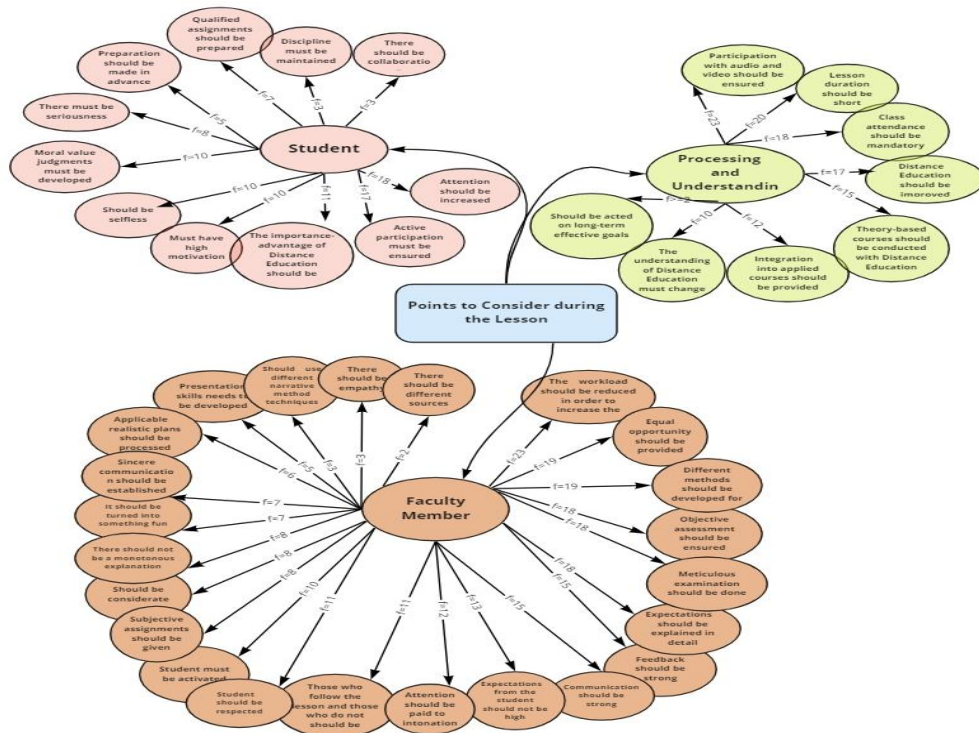 Qualified
assignments
should be
prepared
Discipline
must be
maintained
There
should be
collaboratio
Preparation
should be
made in
advance
There must be
seriousness
Moral value
judgments
must be
developed
Should be
selfless
Must have
high
motivation
The importance-
advantage of
Distance
Education
should be
Active
participation
must be
ensured
Attention
should be
increased
Student
f=7
f=3
f=3
f=5
f=8
f=10
f=10
f=10
f=11
f=17
f=18
Participation
with audio and
video should be
ensured
Lesson
duration
should be
short
Class
attendance
should be
mandatory
Distance
Education
should be
imoroved
Theory-based
courses should
be conducted
with Distance
Education
Integration
into applied
courses should
be provided
The
understanding
of Distance
Education
must change
Should be acted
on long-term
effective goals
Processing
and
Understandin
f=23
f=20
f=18
f=17
f=15
f=12
f=10
Points to Consider during
the Lesson
Presentation
skills needs t
be developed
Should use
different
narrative
method
techniques
There
should be
empathy
There
should be
different
sources
The workload
should be
reduced in
order to
increase the
Equal
opportunity
should be
provided
Different
methods
should be
developed for
Objective
assessment
should be
ensured
Meticulous
examination
should be done
Expectations
should be
explained in
detail
Feedback
should be
strong
Communication
should be
strong
Expectations
from the
student
should not be
high
Attention
should be
paid to
intonation
Those who
follow the
lesson and those
who do not
should be
Student
should be
respected
Student must
be activated
Subjective
assignments
should be
given
Should be
considerate
There should not
be a monotonous
explanation
It should be
turned into
something fun
Sincere
communicatio
n should be
established
Applicable
realistic plans
should be
processed
Faculty
Member
f=6
f=5
f=3
f=3
f=2
f=23
f=19
f=19
f=18
f=18
f=18
f=15
f=15
f=13
f=12
f=11
f=11
f=10
f=8
f=8
f=8
f=7
f=7